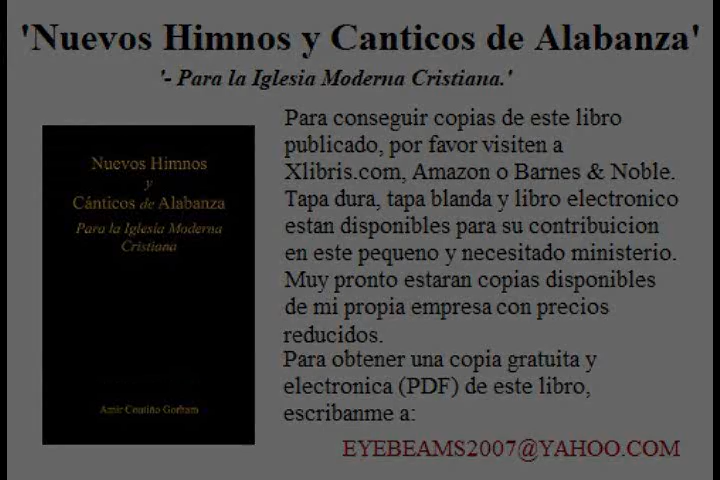 'Nuevos Himnos y Canticos de Alabanza'
'- Para la Iglesia Moderna Cristiana.'
Nuevos Himnos
y
Cánticos de Alabanza
Para la Iglesia Moderna
Cristiana
Amir Coutiño Gorham
Para conseguir copias de este libro
publicado, por favor visiten a
Xlibris.com, Amazon o Barnes & Noble.
Tapa dura, tapa blanda y libro electronico
estan disponibles para su contribuicion
en este pequeno y necesitado ministerio.
Muy pronto estaran copias disponibles
de mi propia empresa con precios
reducidos.
Para obtener una copia gratuita y
electronica (PDF) de este libro,
escribanme a:
EYEBEAMS2007@YAHOO.COM